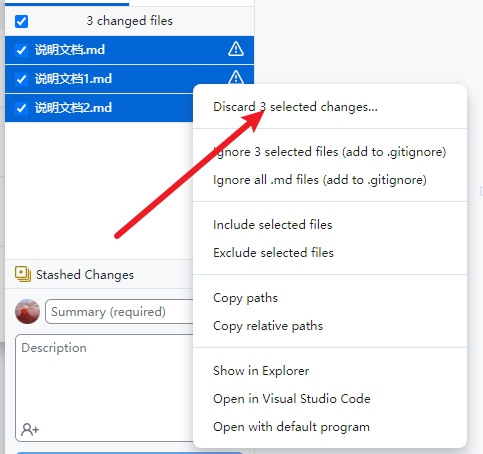 3 changed files
说明文档.md
说明文档1.md
说明文档2.md
Discard 3 selected changes...
Ignore 3 selected files (add to .gitignore)
Ignore all .md files (add to .gitignore)
Include selected files
Exclude selected files
Copy paths
Copy relative paths
Show in Explorer
Open in Visual Studio Code
Open with default program
Stashed Changes
Summary (required)
Description